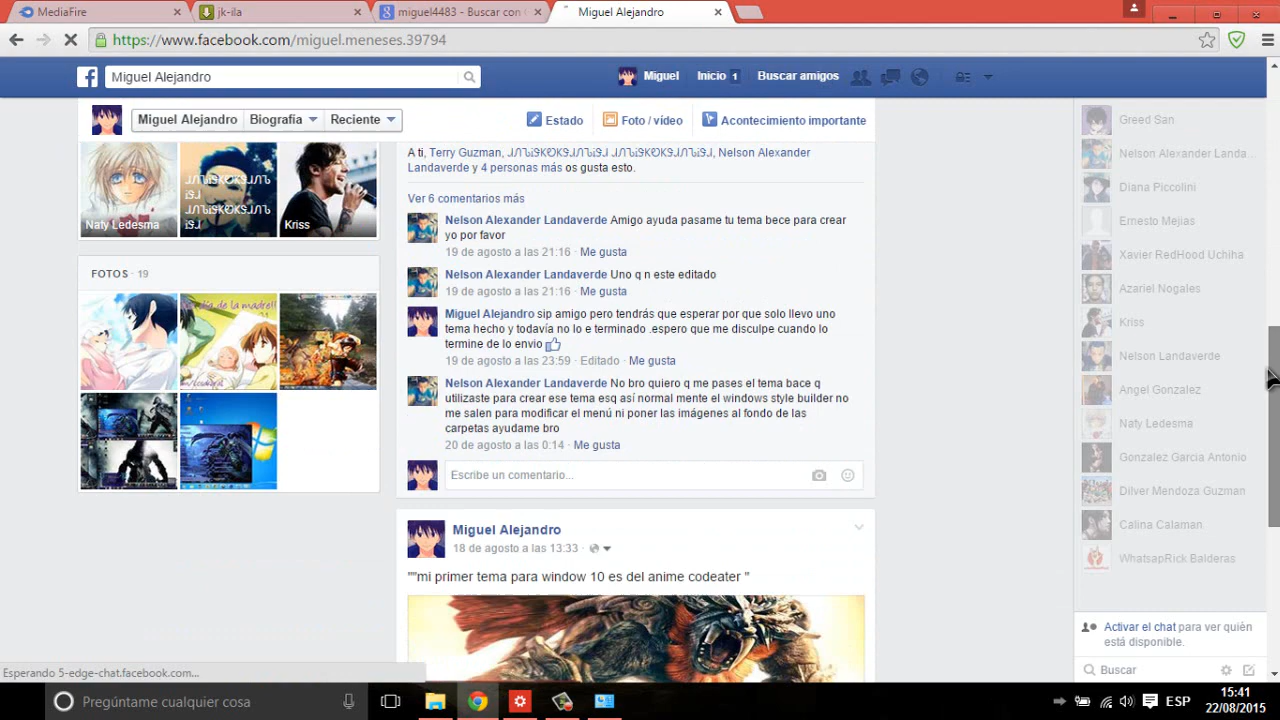 MediaFire
jk-ila
miguel4483 - Buscar con
Miguel Alejandro
https://www.facebook.com/miguel.meneses.39794
Miguel Alejandro
Miguel
Inicio 1
Buscar amigos
Miguel Alejandro
Biografía
Reciente
Estado
Foto / vídeo
Acontecimiento importante
Naty Ledesma
Kriss
FOTOS · 19
A ti, Terry Guzman, Nelson Alexander
Landaverde y 4 personas más os gusta esto.
Ver 6 comentarios más
Nelson Alexander Landaverde Amigo ayuda pasame tu tema bece para crear
yo por favor
19 de agosto a las 21:16 · Me gusta
Nelson Alexander Landaverde Uno q n este editado
19 de agosto a las 21:16 · Me gusta
Miguel Alejandro sip amigo pero tendrás que esperar por que solo llevo uno
tema hecho y todavía no lo e terminado .espero que me disculpe cuando lo
termine de lo envio
19 de agosto a las 23:59 · Editado · Me gusta
Nelson Alexander Landaverde No bro quiero q me pases el tema bace q
utilizaste para crear ese tema esq así normal mente el windows style builder no
me salen para modificar el menú ni poner las imágenes al fondo de las
carpetas ayudame bro
20 de agosto a las 0:14 · Me gusta
Escribe un comentario...
Miguel Alejandro
18 de agosto a las 13:33 ·
""mi primer tema para window 10 es del anime codeater "
Greed San
Nelson Alexander Landa...
Diana Piccolini
Ernesto Mejias
Xavier RedHood Uchiha
Azariel Nogales
Kriss
Nelson Landaverde
Angel Gonzalez
Naty Ledesma
Gonzalez Garcia Antonio
Dilver Mendoza Guzman
Calina Calaman
WhatsapRick Balderas
Activar el chat para ver quién
está disponible.
Buscar
Esperando 5-edge-chat.facebook.com...
Pregúntame cualquier cosa
ESP
15:41
22/08/2015